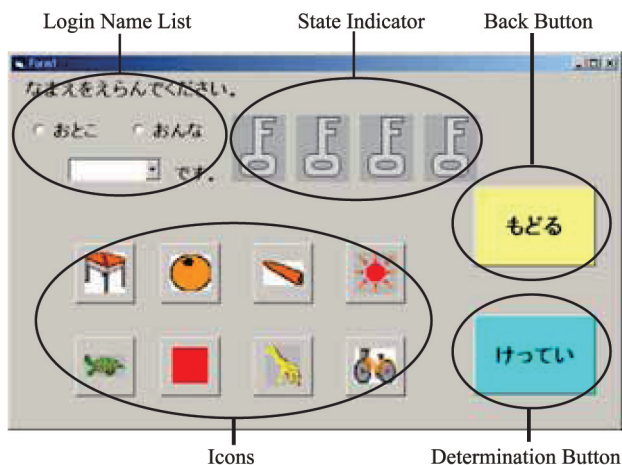 Login Name List
State Indicator
Back Button
Form1
なまえをえらんでください。
おとこ
おんな
です。
もどる
けってい
Icons
Determination Button